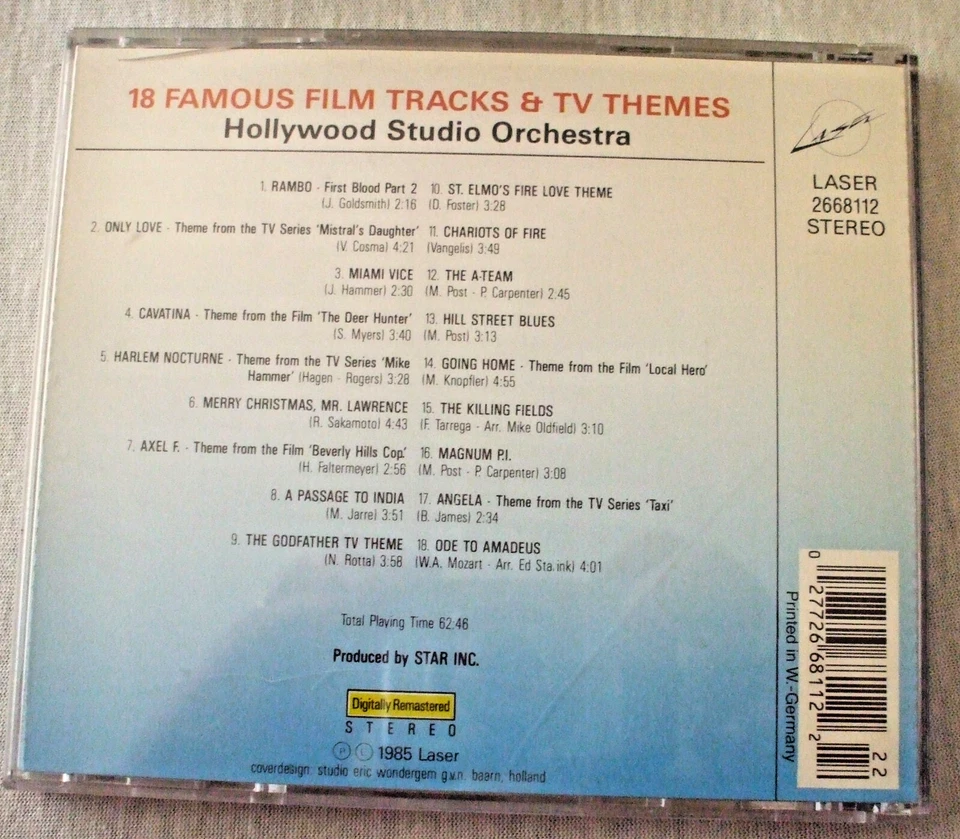 18 FAMOUS FILM TRACKS & TV THEMES
Hollywood Studio Orchestra
1. RAMBO - First Blood Part 2
(J. Goldsmith) 2:16
2. ONLY LOVE - Theme from the TV Series 'Mistral's Daughter'
(V. Cosma) 4:21
3. MIAMI VICE
(J. Hammer) 2:30
4. CAVATINA - Theme from the Film 'The Deer Hunter'
(S. Myers) 3:40
5. HARLEM NOCTURNE - Theme from the TV Series 'Mike
Hammer' (Hagen - Rogers) 3:28
6. MERRY CHRISTMAS, MR. LAWRENCE
(R. Sakamoto) 4:43
7. AXEL F. - Theme from the Film 'Beverly Hills Cop.'
(H. Faltermeyer) 2:56
8. A PASSAGE TO INDIA
(M. Jarre) 3:51
9. THE GODFATHER TV THEME
(N. Rotta) 3:58
10. ST. ELMO'S FIRE LOVE THEME
(D. Foster) 3:28
11. CHARIOTS OF FIRE
(Vangelis) 3:49
12. THE A-TEAM
(M. Post - P. Carpenter) 2:45
13. HILL STREET BLUES
(M. Post) 3:13
14. GOING HOME - Theme from the Film 'Local Hero'
(M. Knopfler) 4:55
15. THE KILLING FIELDS
(F. Tarrega - Arr. Mike Oldfield) 3:10
16. MAGNUM P.I.
(M. Post - P. Carpenter) 3:08
17. ANGELA - Theme from the TV Series 'Taxi'
(B. James) 2:34
18. ODE TO AMADEUS
(W.A. Mozart - Arr. Ed Sta.ink) 4:01
Total Playing Time 62:46
Produced by STAR INC.
Digitally Remastered
STEREO
Ⓟ Ⓒ 1985 Laser
coverdesign: studio eric wondergem g.v.n. baarn, holland
Laser
LASER
2668112
STEREO
0 27726 68112 2
22
Printed in W.-Germany